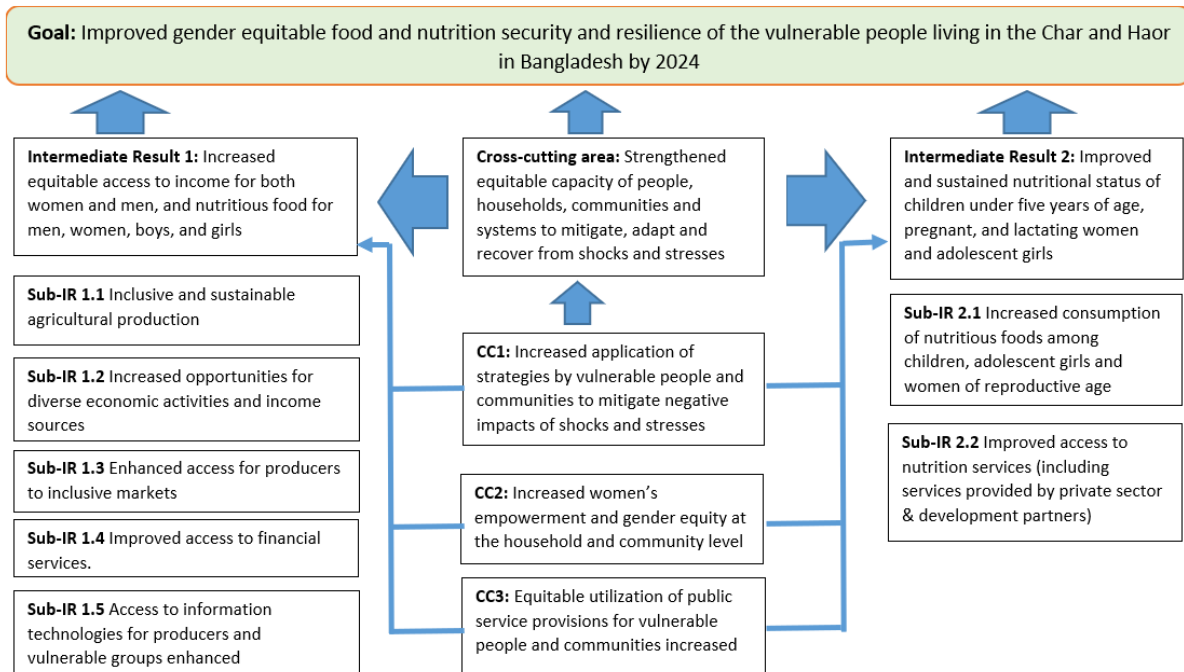 Goal: Improved gender equitable food and nutrition security and resilience of the vulnerable people living in the Char and Haor
in Bangladesh by 2024
Intermediate Result 1: Increased
equitable access to income for both
women and men, and nutritious food for
men, women, boys, and girls
Sub-IR 1.1 Inclusive and sustainable
agricultural production
Sub-IR 1.2 Increased opportunities for
diverse economic activities and income
sources
Sub-IR 1.3 Enhanced access for producers
to inclusive markets
Sub-IR 1.4 Improved access to financial
services.
Sub-IR 1.5 Access to information
technologies for producers and
vulnerable groups enhanced
Cross-cutting area: Strengthened
equitable capacity of people,
households, communities and
systems to mitigate, adapt and
recover from shocks and stresses
CC1: Increased application of
strategies by vulnerable people and
communities to mitigate negative
impacts of shocks and stresses
CC2: Increased women's
empowerment and gender equity at
the household and community level
CC3: Equitable utilization of public
service provisions for vulnerable
people and communities increased
Intermediate Result 2: Improved
and sustained nutritional status of
children under five years of age,
pregnant, and lactating women
and adolescent girls
Sub-IR 2.1 Increased consumption
of nutritious foods among
children, adolescent girls and
women of reproductive age
Sub-IR 2.2 Improved access to
nutrition services (including
services provided by private sector
& development partners)